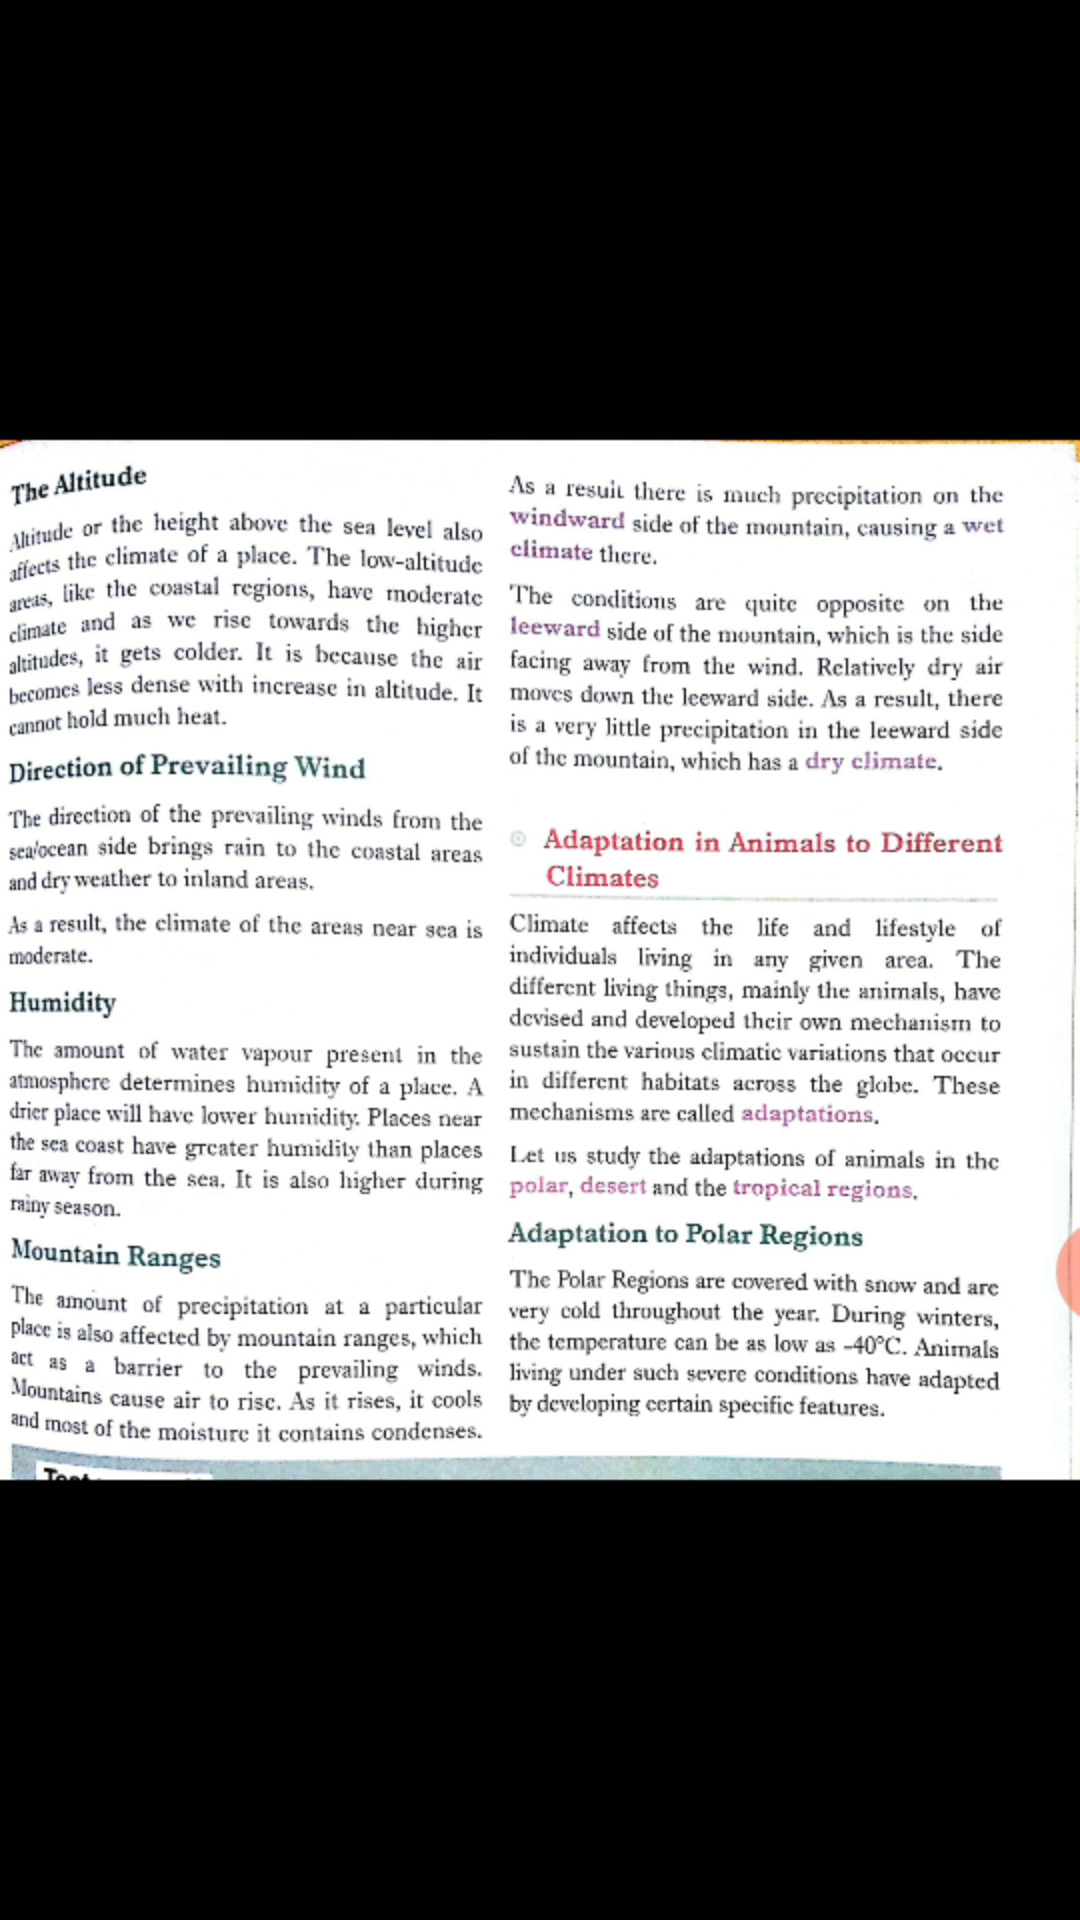 The Altitude
Altitude or the height above the sea level also
affects the climate of a place. The low-altitude
areas, like the coastal regions, have moderate
climate and as we rise towards the higher
altitudes, it gets colder. It is because the air
becomes less dense with increase in altitude. It
cannot hold much heat.
Direction of Prevailing Wind
The direction of the prevailing winds from the
sea/ocean side brings rain to the coastal areas
and dry weather to inland areas.
As a result, the climate of the areas near sea is
moderate.
Humidity
The amount of water vapour present in the
atmosphere determines humidity of a place. A
drier place will have lower humidity. Places near
the sea coast have greater humidity than places
far away from the sea. It is also higher during
rainy season.
Mountain Ranges
The amount of precipitation at a particular
place is also affected by mountain ranges, which
act as a barrier to the prevailing winds.
Mountains cause air to rise. As it rises, it cools
and most of the moisture it contains condenses.
As a result there is much precipitation on the
windward side of the mountain, causing a wet
climate there.
The conditions are quite opposite on the
leeward side of the mountain, which is the side
facing away from the wind. Relatively dry air
moves down the leeward side. As a result, there
is a very little precipitation in the leeward side
of the mountain, which has a dry climate.
Adaptation in Animals to Different
Climates
Climate affects the life and lifestyle of
individuals living in any given area. The
different living things, mainly the animals, have
devised and developed their own mechanism to
sustain the various climatic variations that occur
in different habitats across the globe. These
mechanisms are called adaptations.
Let us study the adaptations of animals in the
polar, desert and the tropical regions.
Adaptation to Polar Regions
The Polar Regions are covered with snow and are
very cold throughout the year. During winters,
the temperature can be as low as -40°C. Animals
living under such severe conditions have adapted
by developing certain specific features.